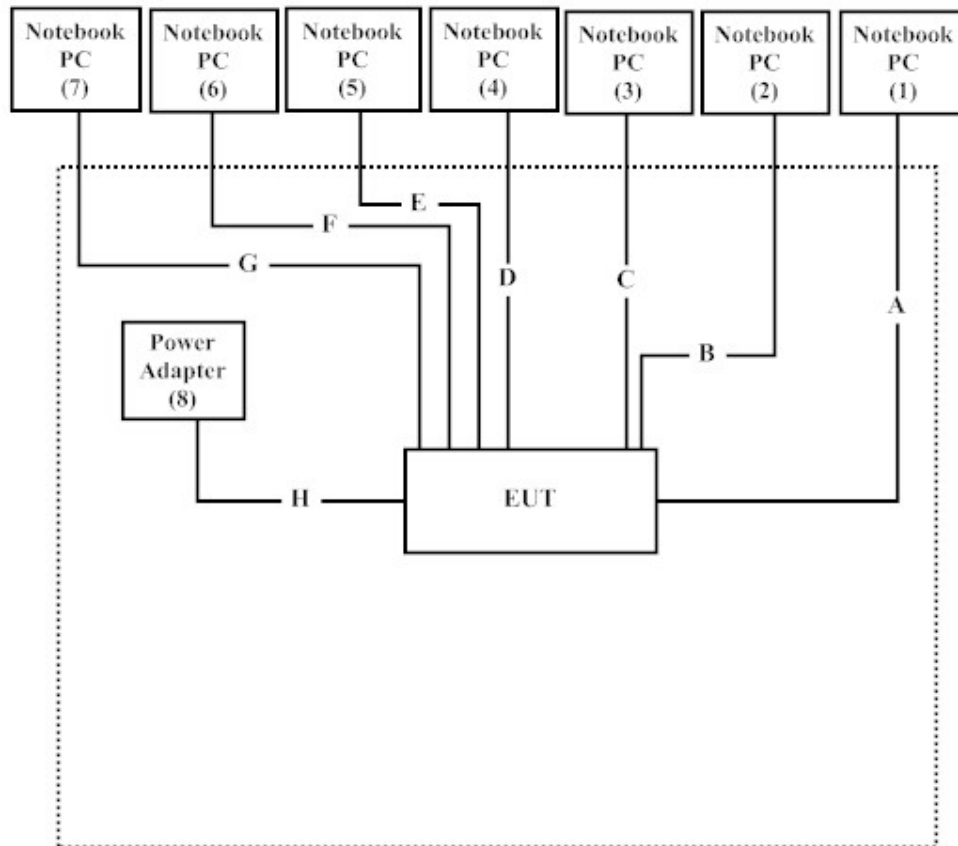 Notebook
PC
(7)
Notebook
PC
(6)
Notebook
PC
(5)
Notebook
PC
(4)
Notebook
PC
(3)
Notebook
PC
(2)
Notebook
PC
(1)
E
F
G
D
C
A
B
Power
Adapter
(8)
H
EUT